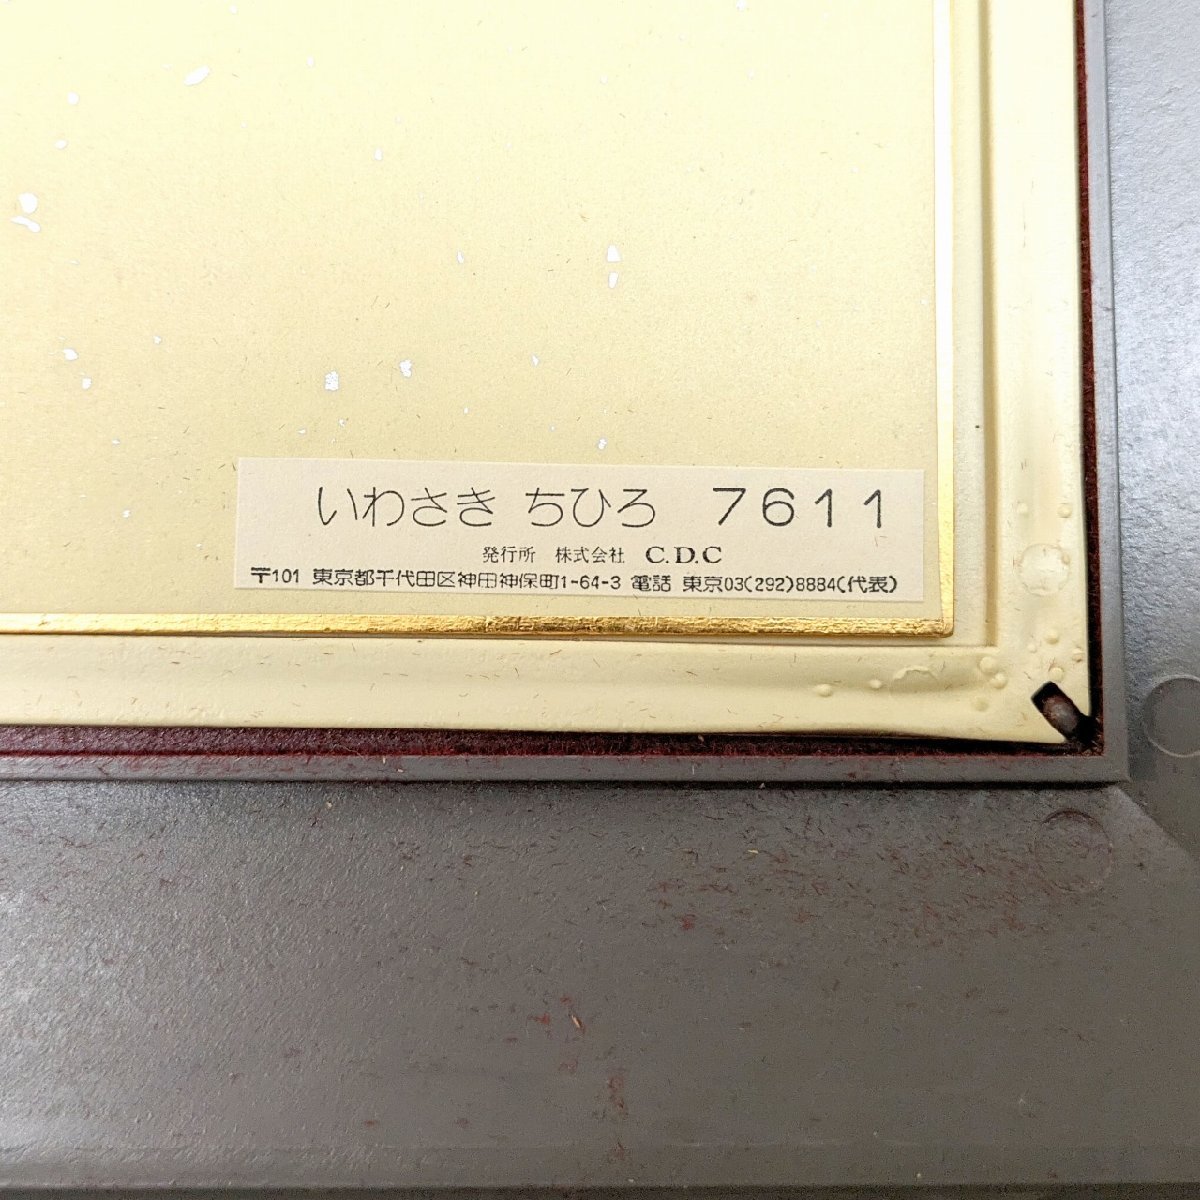 いわさき ちひろ 7611
発行所 株式会社 C.D.C
〒101 東京都千代田区神田神保町1-64-3 電話 東京03(292)8884(代表)